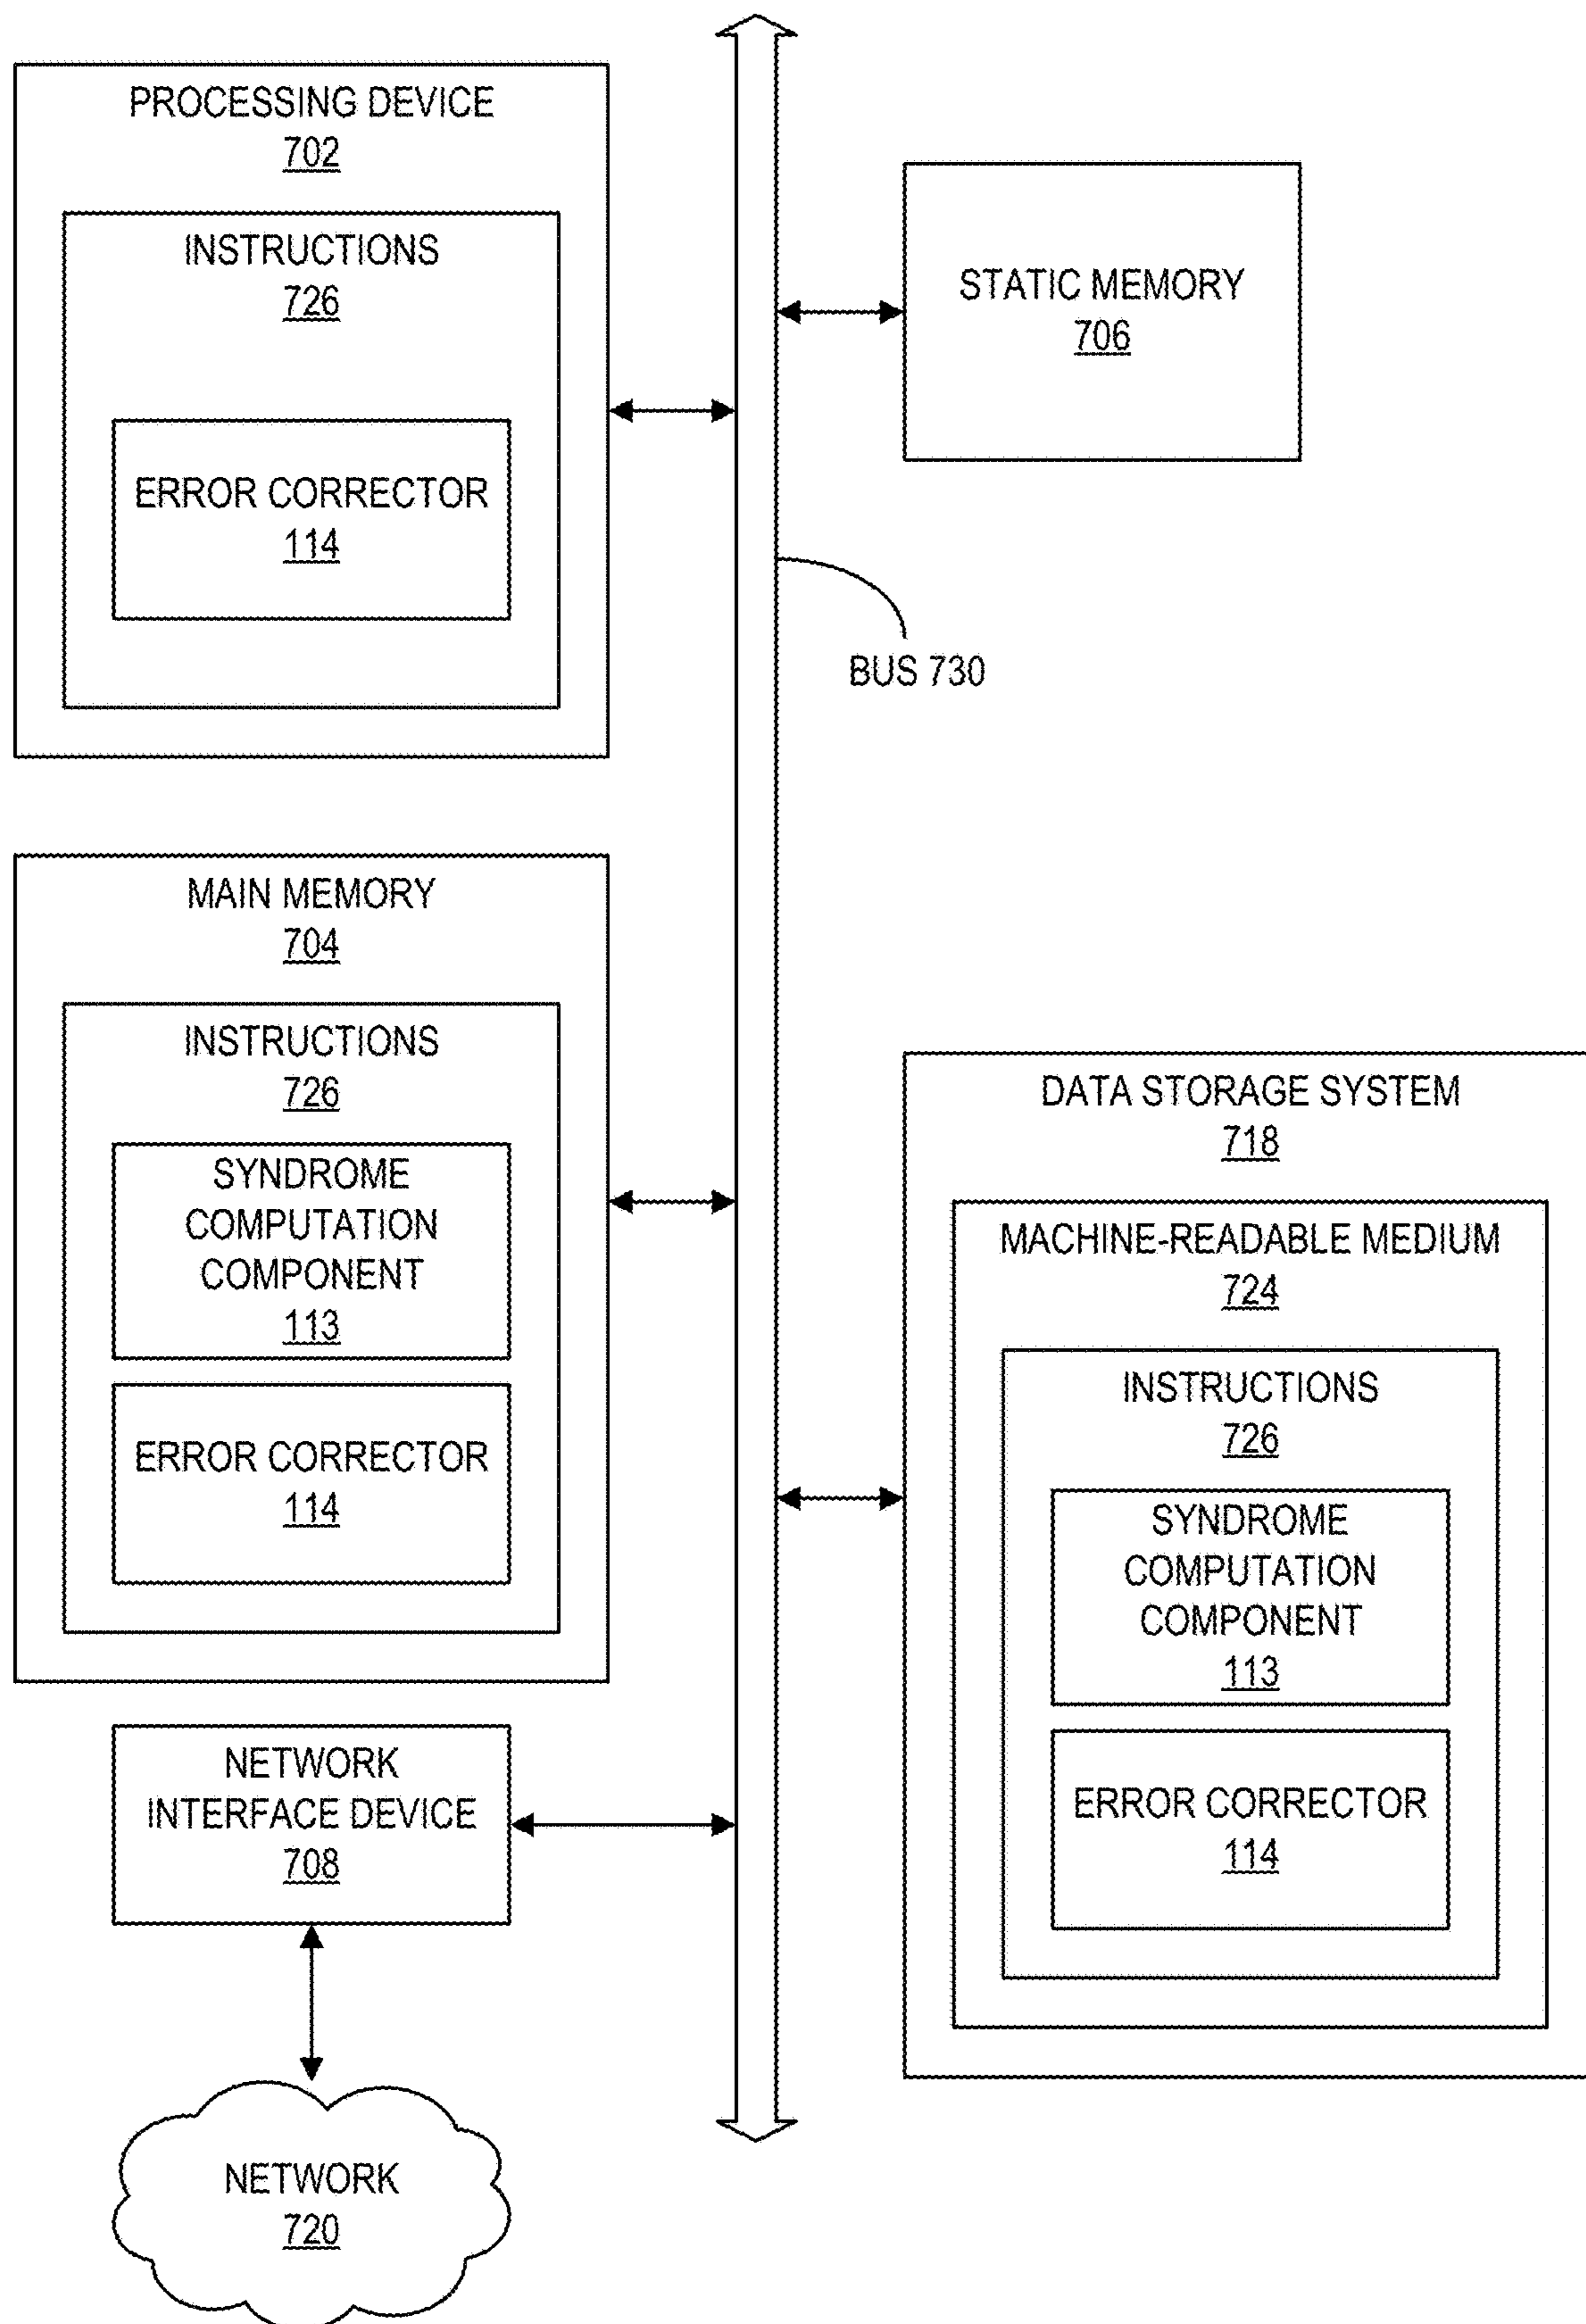 PROCESSING DEVICE
702
INSTRUCTIONS
726
ERROR CORRECTOR
114
STATIC MEMORY
706
BUS 730
MAIN MEMORY
704
INSTRUCTIONS
726
SYNDROME
COMPUTATION
COMPONENT
113
ERROR CORRECTOR
114
DATA STORAGE SYSTEM
718
MACHINE-READABLE MEDIUM
724
INSTRUCTIONS
726
SYNDROME
COMPUTATION
COMPONENT
113
ERROR CORRECTOR
114
NETWORK
INTERFACE DEVICE
708
NETWORK
720